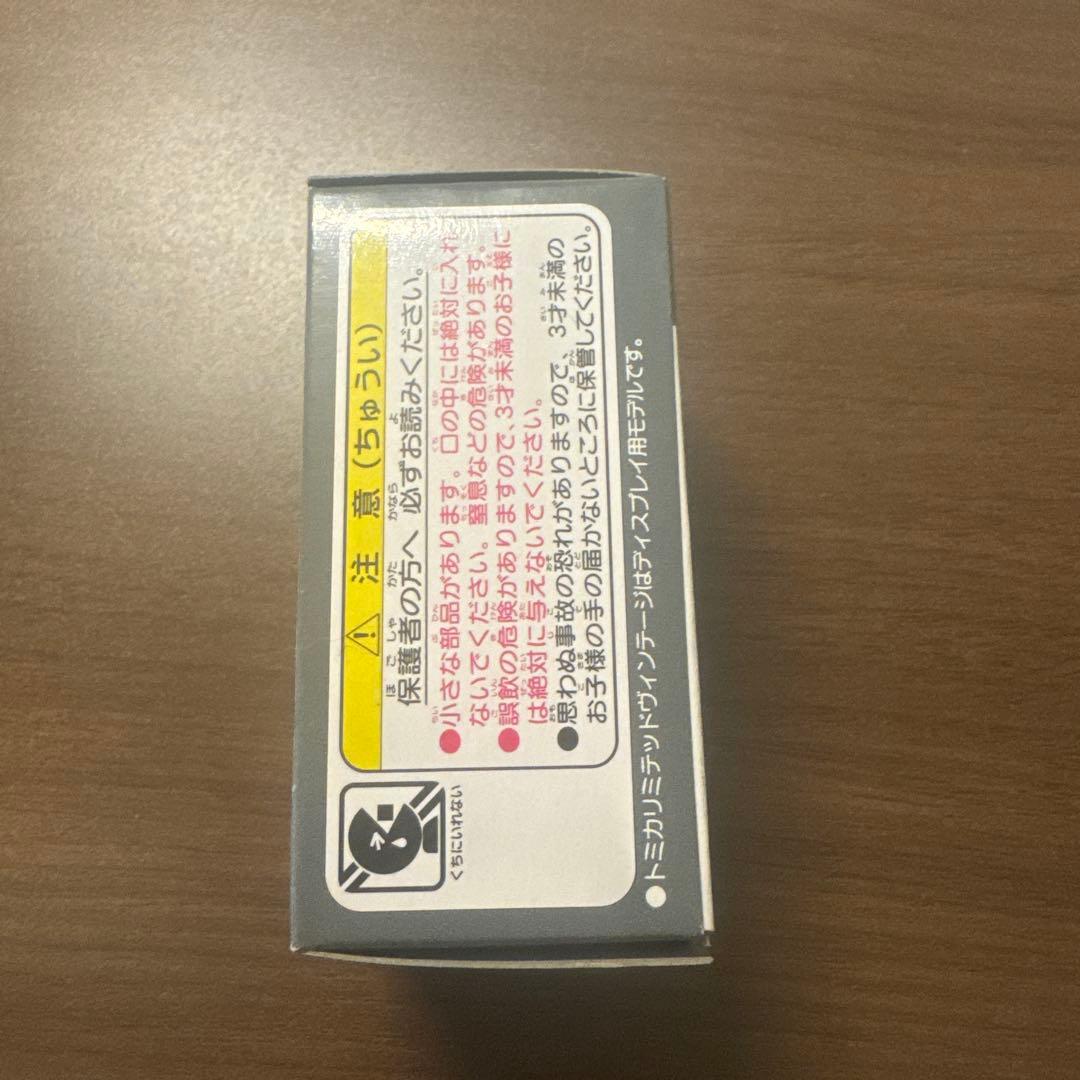 注意(ちゅうい)
保護者の方へ 必ずお読みください。
●小さな部品があります。口の中には絶対に入れ
ないでください。窒息などの危険があります。
●誤飲の危険がありますので、3才未満のお子様に
は絶対に与えないでください。
●思わぬ事故の恐れがありますので、3才未満の
お子様の手の届かないところに保管してください。
くちにいれない
●トミカリミテッドヴィンテージはディスプレイ用モデルです。